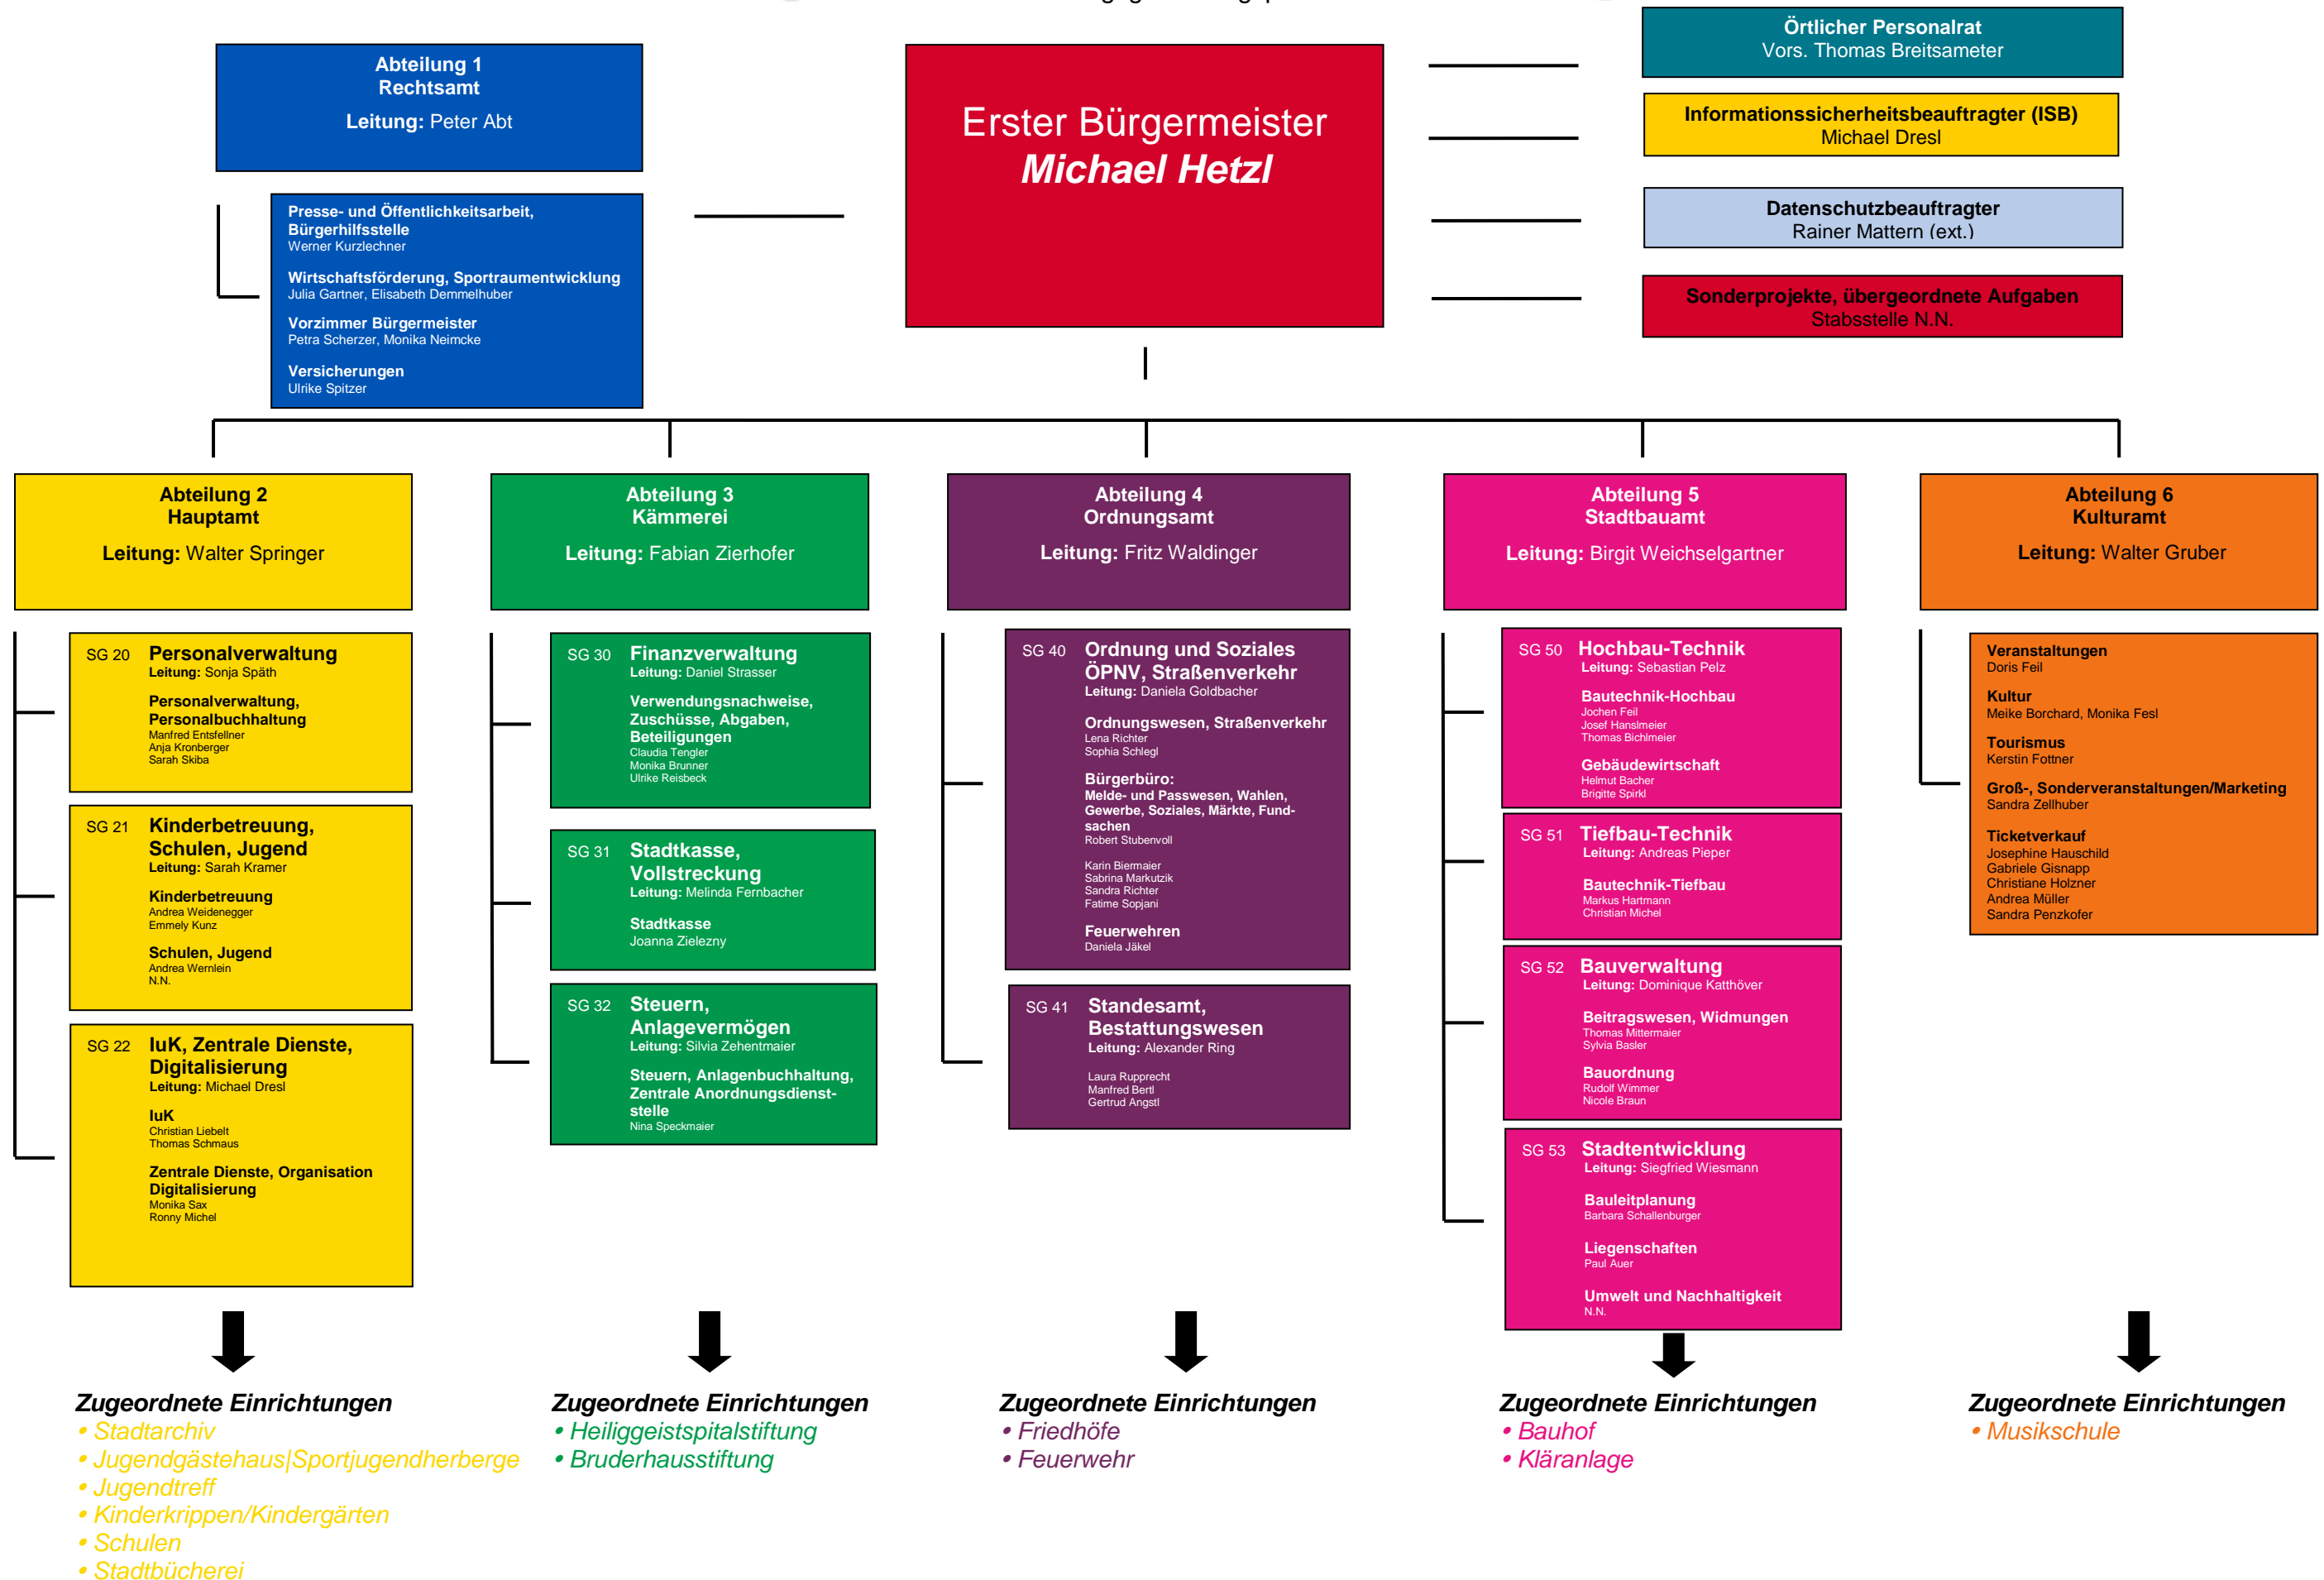 Abteilung 1
Rechtsamt
Leitung: Peter Abt
Presse- und Öffentlichkeitsarbeit,
Bürgerhilfsstelle
Werner Kurzlechner
Wirtschaftsförderung, Sportraumentwicklung
Julia Gartner, Elisabeth Demmelhuber
Vorzimmer Bürgermeister
Petra Scherzer, Monika Neimcke
Versicherungen
Ulrike Spitzer
Erster Bürgermeister
Michael Hetzl
Örtlicher Personalrat
Vors. Thomas Breitsameter
Informationssicherheitsbeauftragter (ISB)
Michael Dresl
Datenschutzbeauftragter
Rainer Mattern (ext.)
Sonderprojekte, übergeordnete Aufgaben
Stabsstelle N.N.
Abteilung 2
Hauptamt
Leitung: Walter Springer
SG 20 Personalverwaltung
Leitung: Sonja Späth
Personalverwaltung,
Personalbuchhaltung
Manfred Entsfellner
Anja Kronberger
Sarah Skiba
SG 21 Kinderbetreuung,
Schulen, Jugend
Leitung: Sarah Kramer
Kinderbetreuung
Andrea Weidenegger
Emmely Kunz
Schulen, Jugend
Andrea Wernlein
N.N.
SG 22 IuK, Zentrale Dienste,
Digitalisierung
Leitung: Michael Dresl
IuK
Christian Liebelt
Thomas Schmaus
Zentrale Dienste, Organisation
Digitalisierung
Monika Sax
Ronny Michel
Zugeordnete Einrichtungen
• Stadtarchiv
• Jugendgästehaus|Sportjugendherberge
• Jugendtreff
• Kinderkrippen/Kindergärten
• Schulen
• Stadtbücherei
Abteilung 3
Kämmerei
Leitung: Fabian Zierhofer
SG 30 Finanzverwaltung
Leitung: Daniel Strasser
Verwendungsnachweise,
Zuschüsse, Abgaben,
Beteiligungen
Claudia Tengler
Monika Brunner
Ulrike Reisbeck
SG 31 Stadtkasse,
Vollstreckung
Leitung: Melinda Fernbacher
Stadtkasse
Joanna Zielezny
SG 32 Steuern,
Anlagevermögen
Leitung: Silvia Zehentmaier
Steuern, Anlagenbuchhaltung,
Zentrale Anordnungsdienst-
stelle
Nina Speckmaier
Zugeordnete Einrichtungen
• Heiliggeistspitalstiftung
• Bruderhausstiftung
Abteilung 4
Ordnungsamt
Leitung: Fritz Waldinger
SG 40 Ordnung und Soziales
ÖPNV, Straßenverkehr
Leitung: Daniela Goldbacher
Ordnungswesen, Straßenverkehr
Lena Richter
Sophia Schlegl
Bürgerbüro:
Melde- und Passwesen, Wahlen,
Gewerbe, Soziales, Märkte, Fund-
sachen
Robert Stubenvoll
Karin Biermaier
Sabrina Markutzik
Sandra Richter
Fatime Sopjani
Feuerwehren
Daniela Jäkel
SG 41 Standesamt,
Bestattungswesen
Leitung: Alexander Ring
Laura Rupprecht
Manfred Bertl
Gertrud Angstl
Zugeordnete Einrichtungen
• Friedhöfe
• Feuerwehr
Abteilung 5
Stadtbauamt
Leitung: Birgit Weichselgartner
SG 50 Hochbau-Technik
Leitung: Sebastian Pelz
Bautechnik-Hochbau
Jochen Feil
Josef Hanslmeier
Thomas Bichlmeier
Gebäudewirtschaft
Helmut Bacher
Brigitte Spirkl
SG 51 Tiefbau-Technik
Leitung: Andreas Pieper
Bautechnik-Tiefbau
Markus Hartmann
Christian Michel
SG 52 Bauverwaltung
Leitung: Dominique Katthöver
Beitragswesen, Widmungen
Thomas Mittermaier
Sylvia Basler
Bauordnung
Rudolf Wimmer
Nicole Braun
SG 53 Stadtentwicklung
Leitung: Siegfried Wiesmann
Bauleitplanung
Barbara Schallenburger
Liegenschaften
Paul Auer
Umwelt und Nachhaltigkeit
N.N.
Zugeordnete Einrichtungen
• Bauhof
• Kläranlage
Abteilung 6
Kulturamt
Leitung: Walter Gruber
Veranstaltungen
Doris Feil
Kultur
Meike Borchard, Monika Fesl
Tourismus
Kerstin Fottner
Groß-, Sonderveranstaltungen/Marketing
Sandra Zellhuber
Ticketverkauf
Josephine Hauschild
Gabriele Gisnapp
Christiane Holzner
Andrea Müller
Sandra Penzkofer
Zugeordnete Einrichtungen
• Musikschule